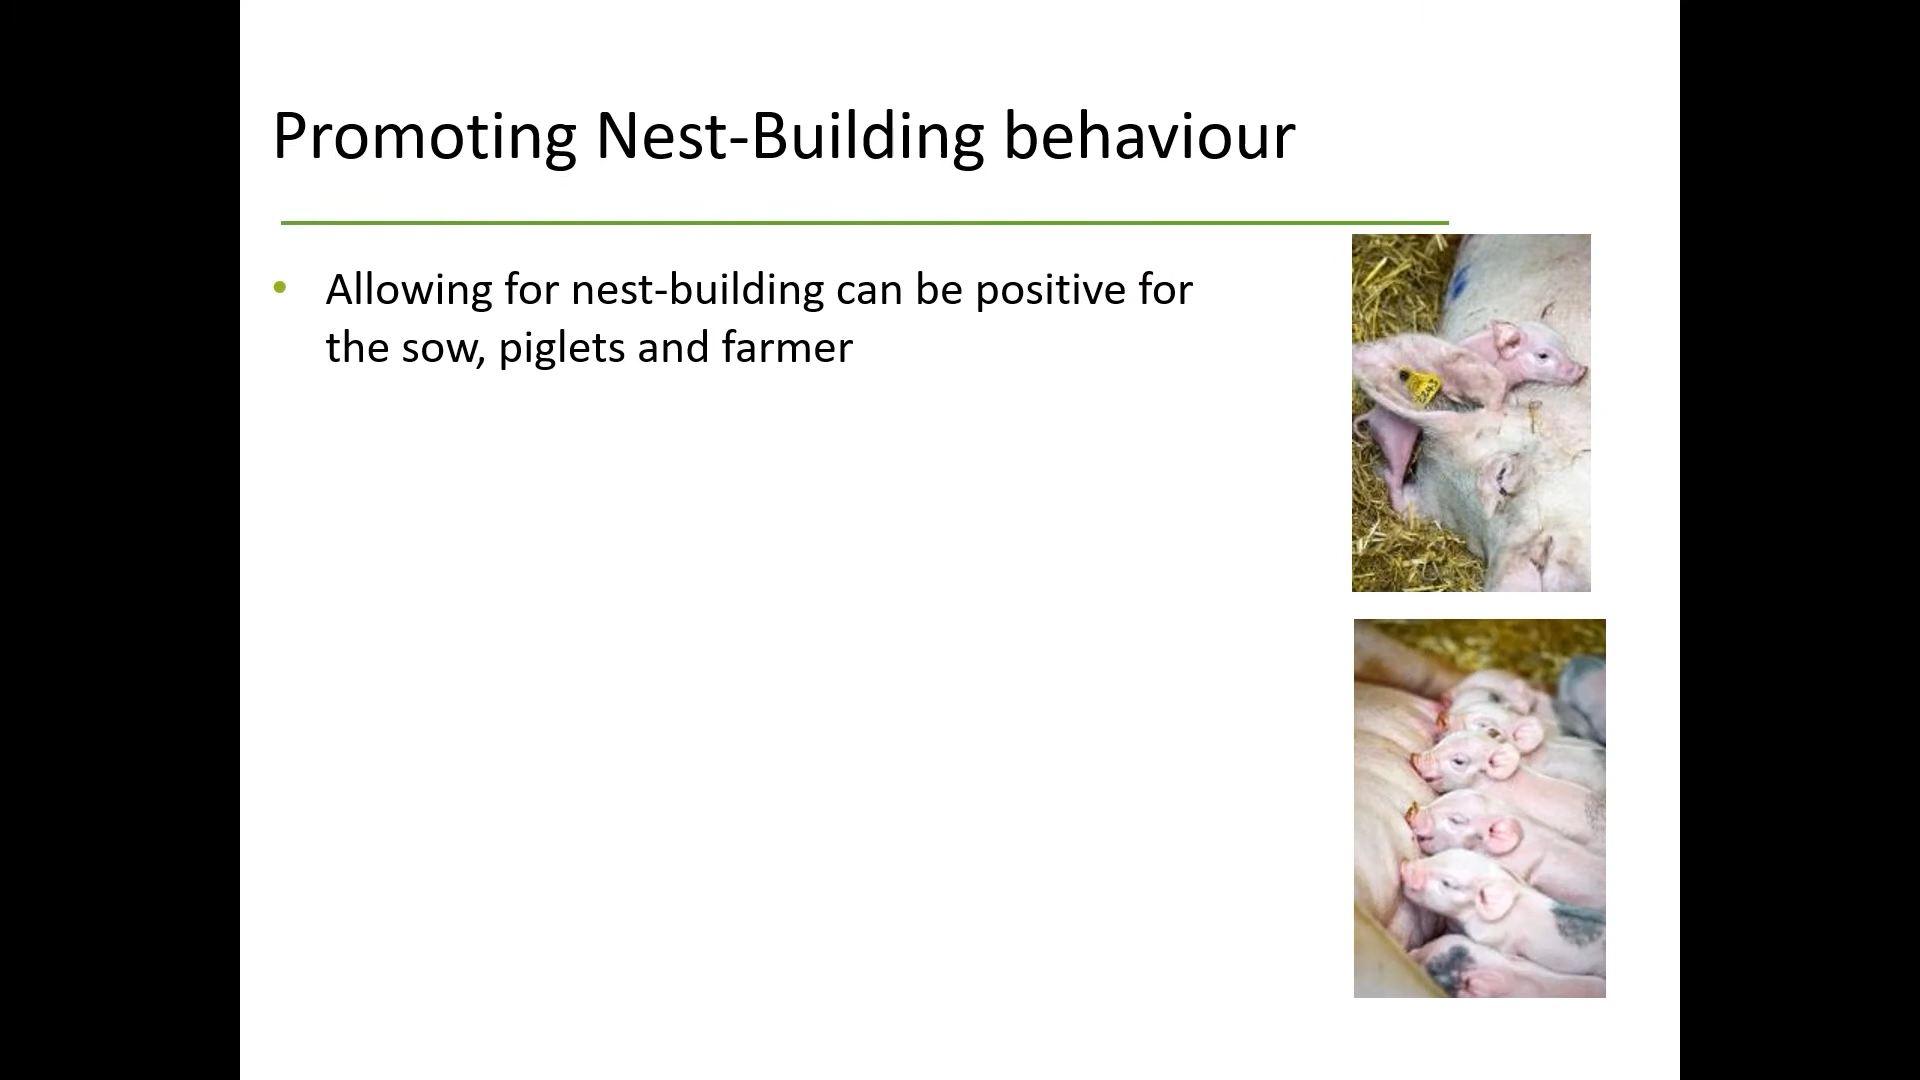 Promoting Nest-Building behaviour
• Allowing for nest-building can be positive for
the sow, piglets and farmer